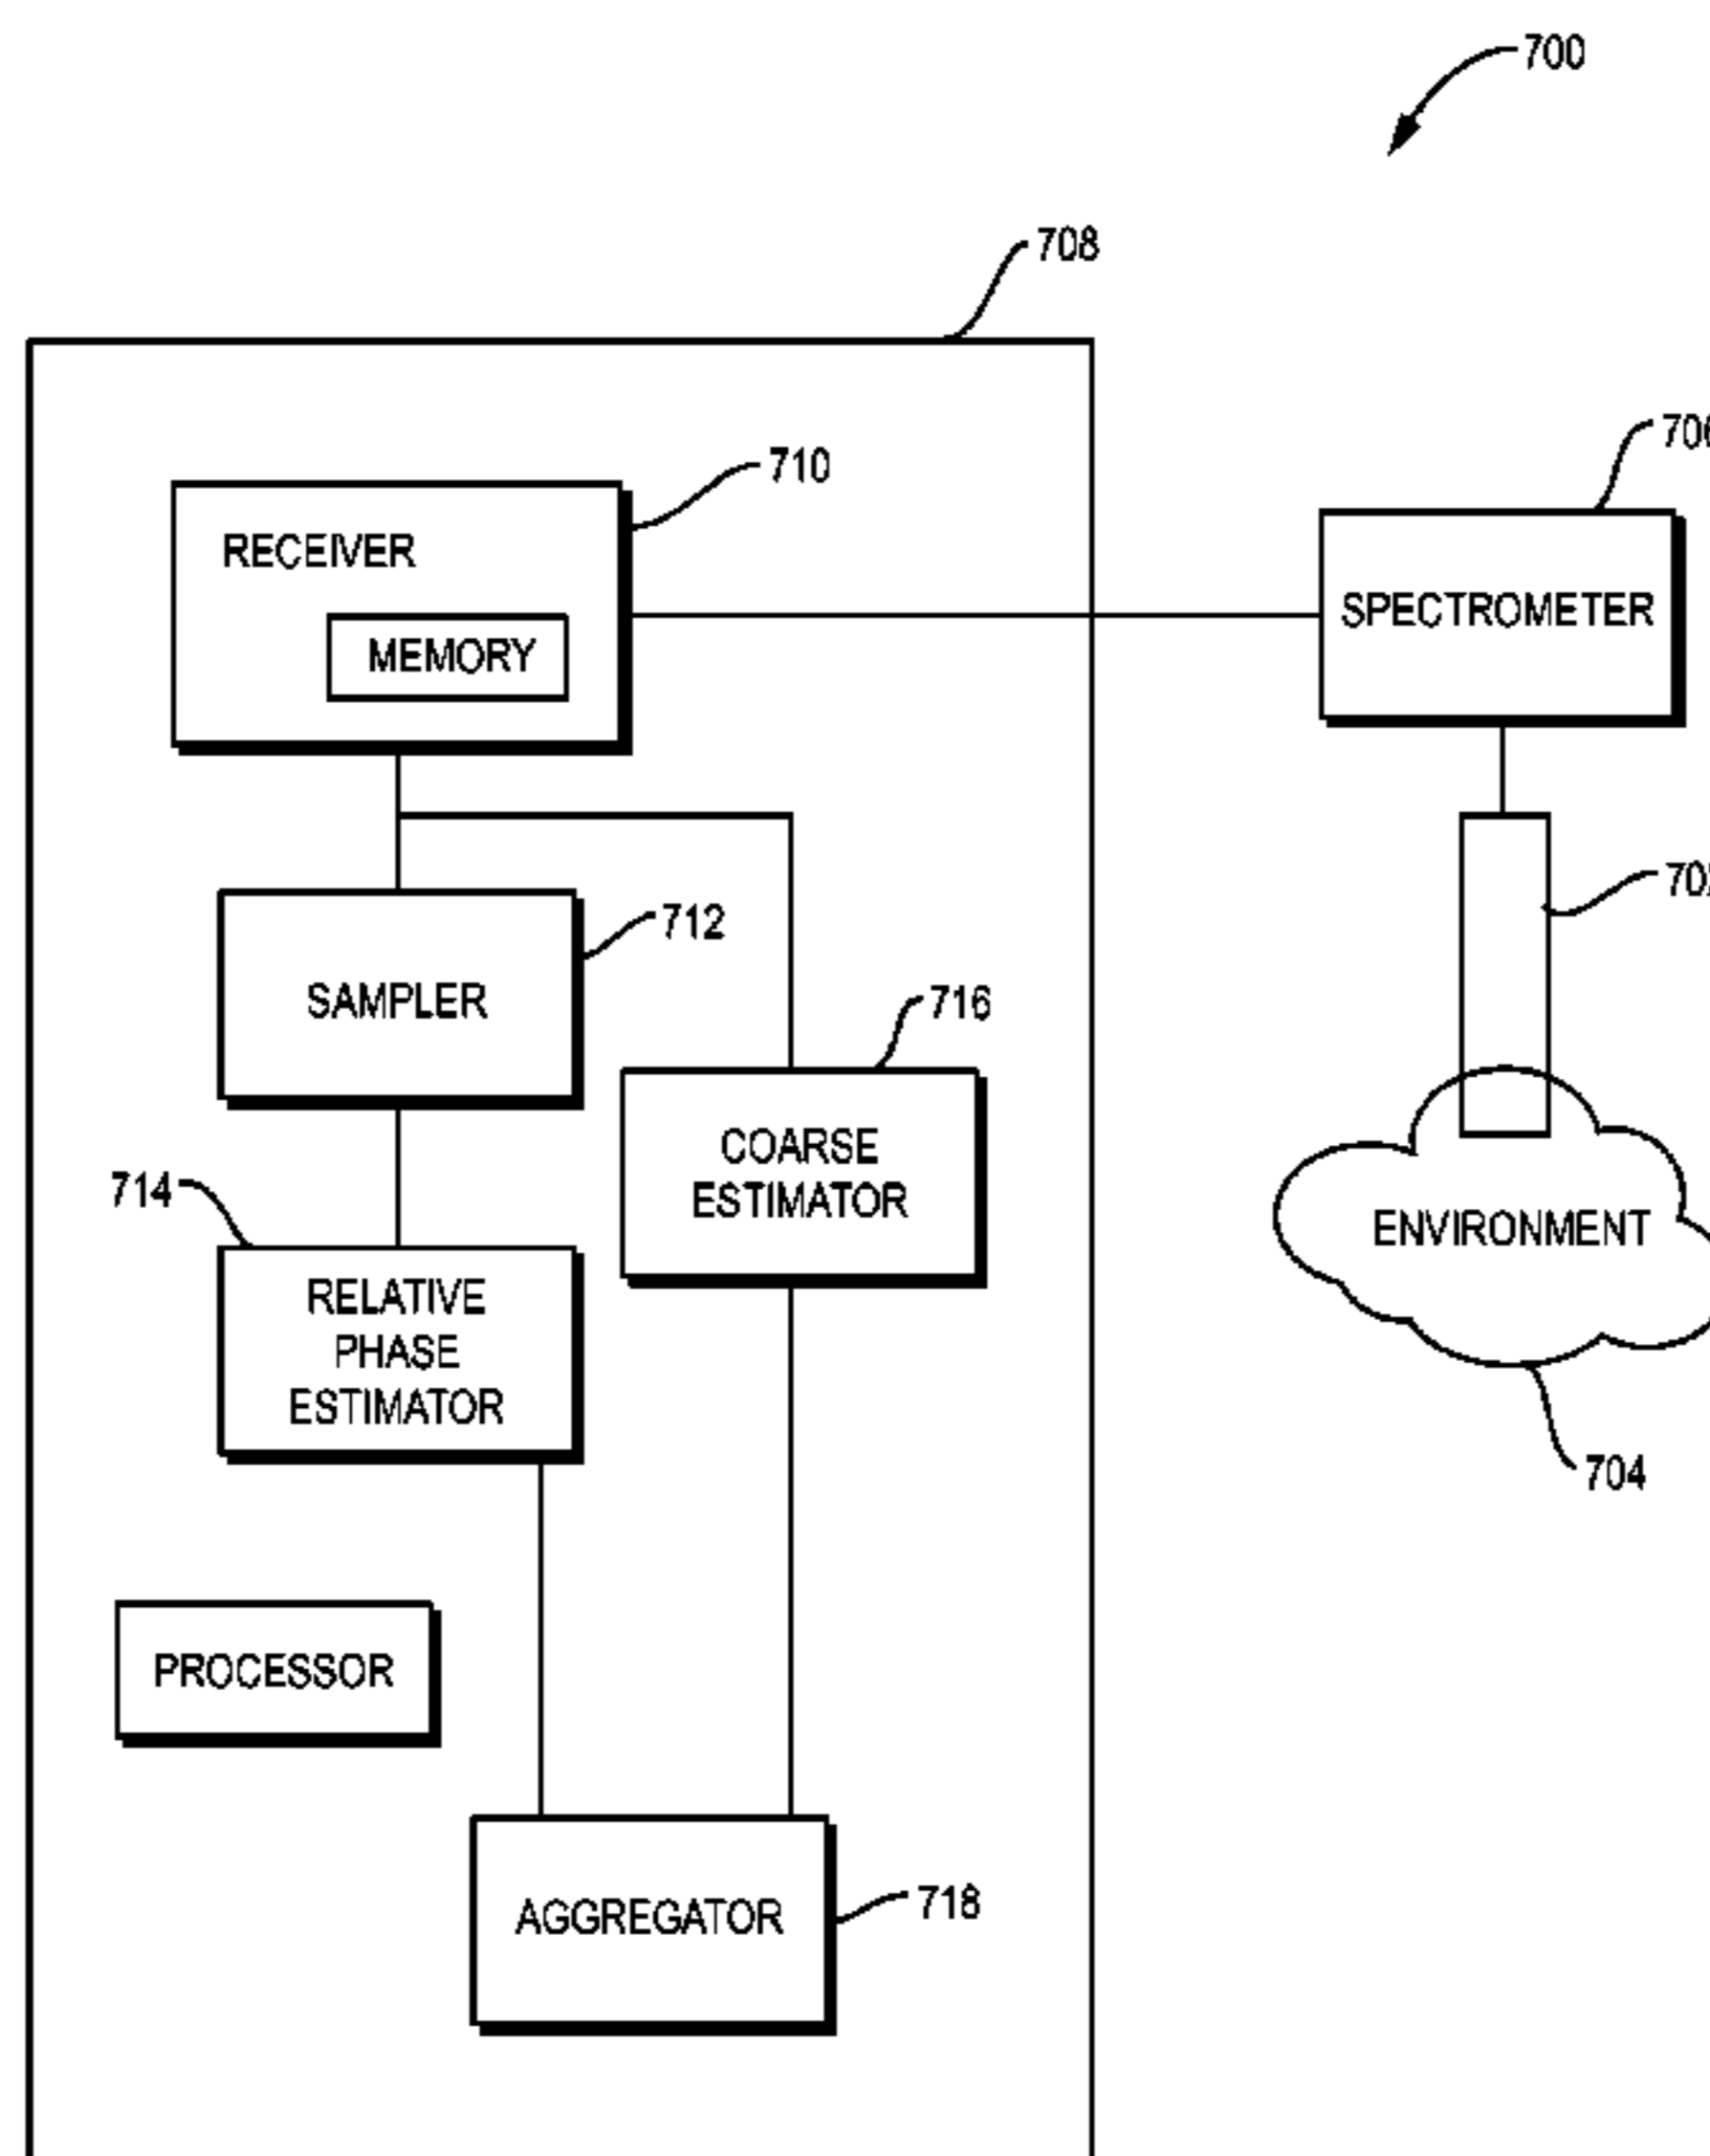 700
708
710
RECEIVER
MEMORY
706
SPECTROMETER
712
SAMPLER
716
COARSE
ESTIMATOR
714
RELATIVE
PHASE
ESTIMATOR
ENVIRONMENT
704
PROCESSOR
AGGREGATOR
718